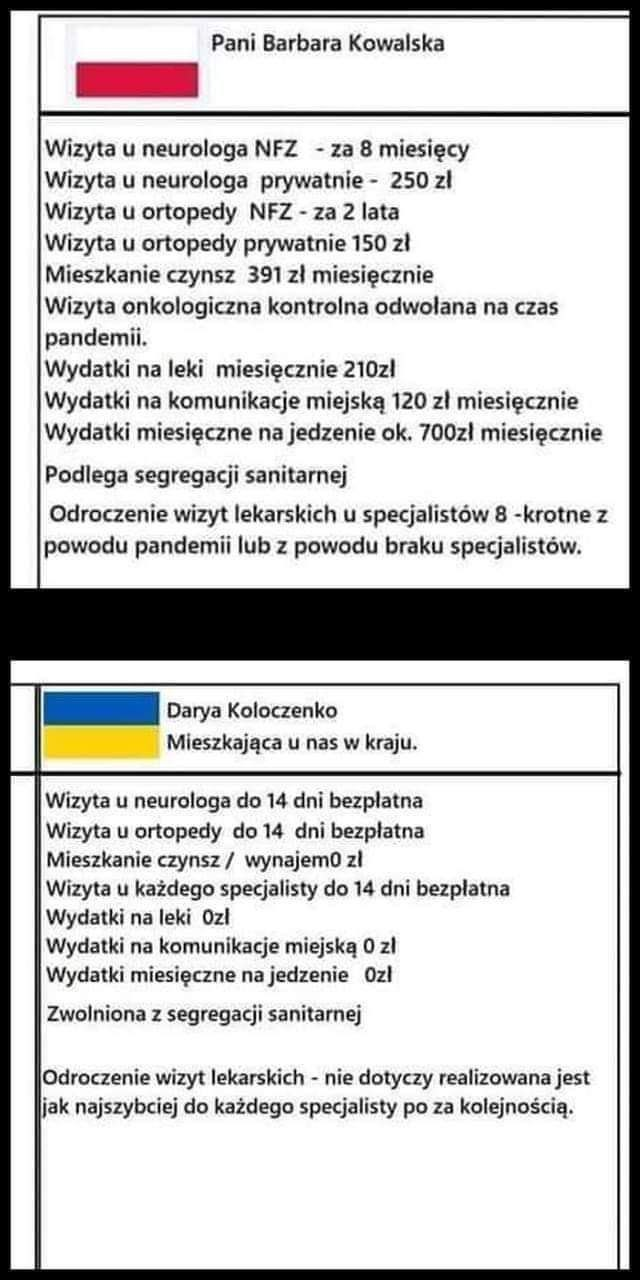 Pani Barbara Kowalska
Wizyta u neurologa NFZ - za 8 miesięcy
Wizyta u neurologa prywatnie - 250 zł
Wizyta u ortopedy NFZ - za 2 lata
Wizyta u ortopedy prywatnie 150 zł
Mieszkanie czynsz 391 zł miesięcznie
Wizyta onkologiczna kontrolna odwołana na czas
pandemii.
Wydatki na leki miesięcznie 210zł
Wydatki na komunikacje miejską 120 zł miesięcznie
Wydatki miesięczne na jedzenie ok. 700zł miesięcznie
Podlega segregacji sanitarnej
Odroczenie wizyt lekarskich u specjalistów 8 -krotne z
powodu pandemii lub z powodu braku specjalistów.
Darya Koloczenko
Mieszkająca u nas w kraju.
Wizyta u neurologa do 14 dni bezpłatna
Wizyta u ortopedy do 14 dni bezpłatna
Mieszkanie czynsz / wynajem0 zł
Wizyta u każdego specjalisty do 14 dni bezpłatna
Wydatki na leki 0zł
Wydatki na komunikacje miejską 0 zł
Wydatki miesięczne na jedzenie 0zł
Zwolniona z segregacji sanitarnej
Odroczenie wizyt lekarskich - nie dotyczy realizowana jest
jak najszybciej do każdego specjalisty po za kolejnością.